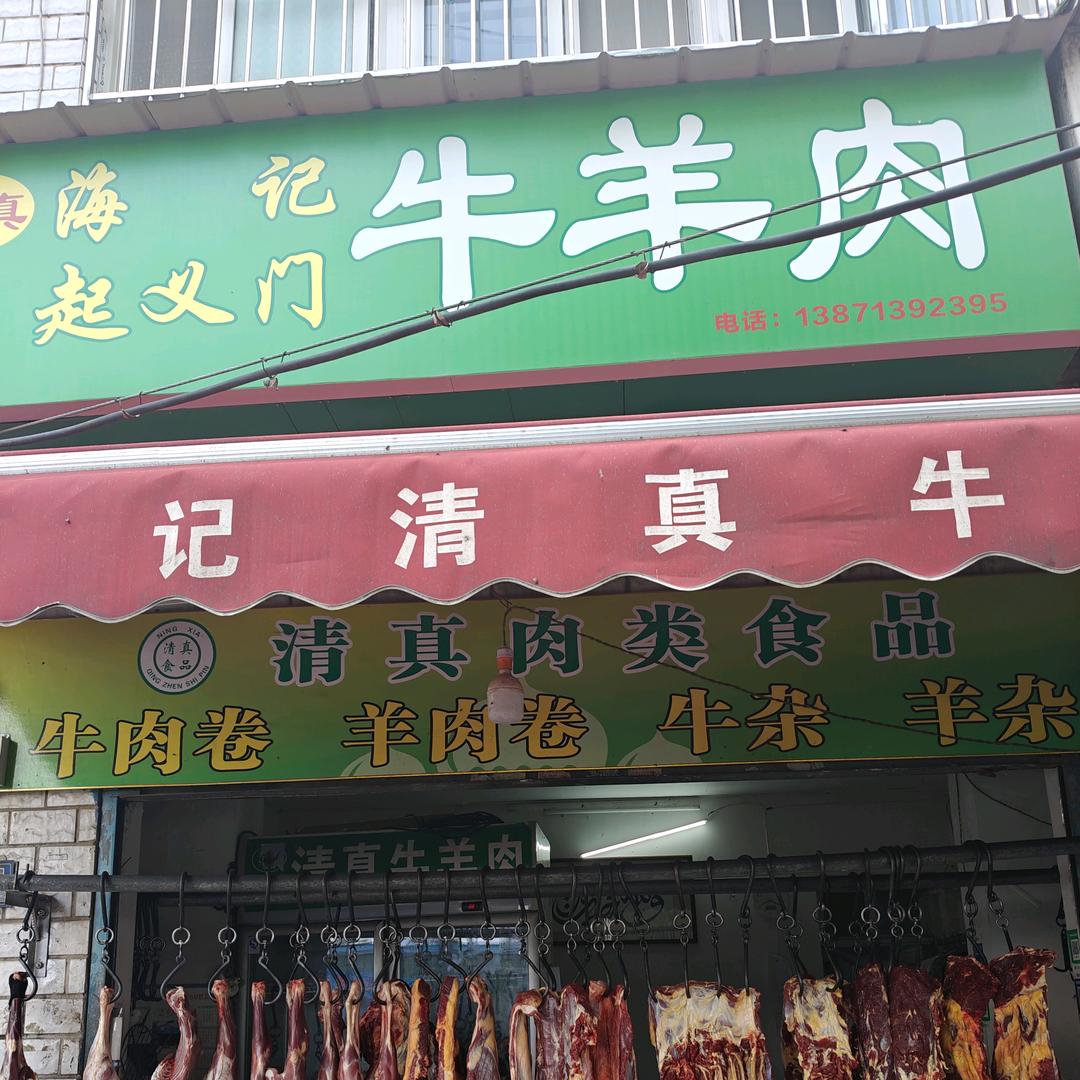 真
海记
起义门
牛羊肉
电话：13871392395
记清真牛
NING XIA
清真
食品
QING ZHEN SHI PIN
清真肉类食品
牛肉卷 羊肉卷 牛杂 羊杂
清真牛羊肉